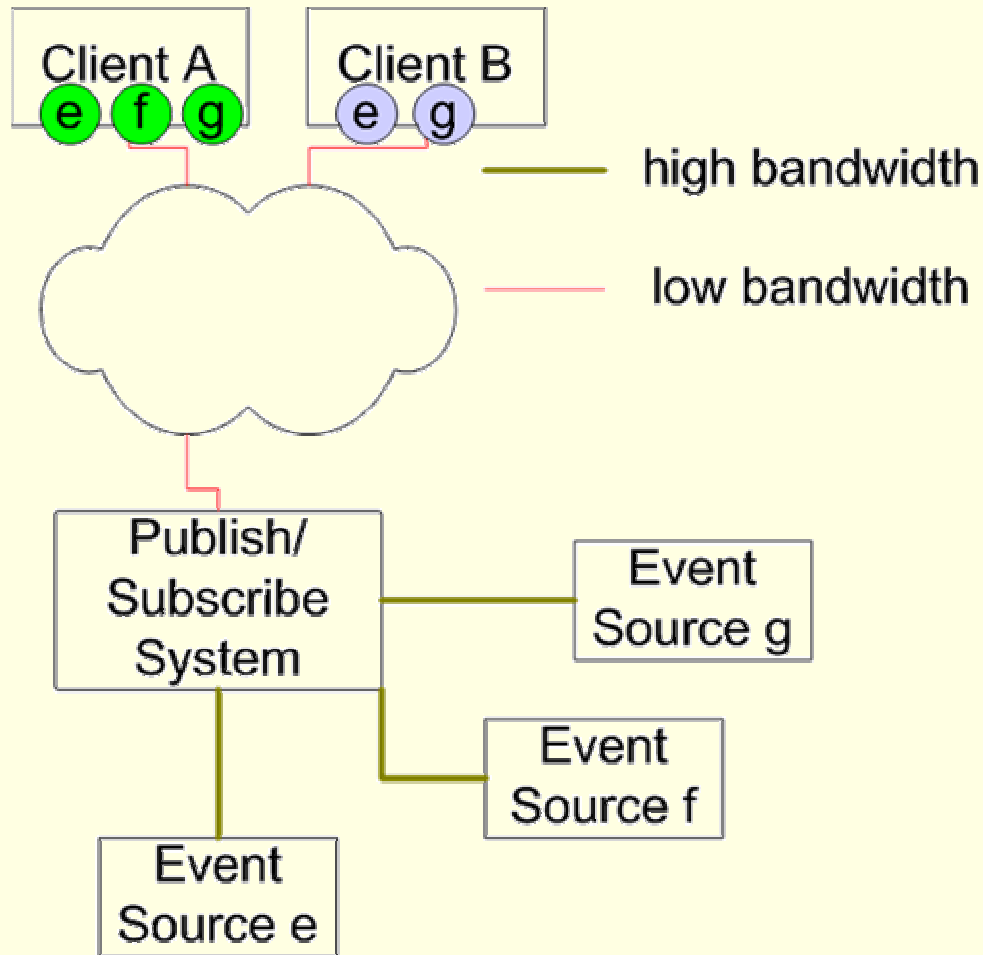 Client A
e f g
Client B
e g
high bandwidth
low bandwidth
Publish/
Subscribe
System
Event
Source g
Event
Source f
Event
Source e